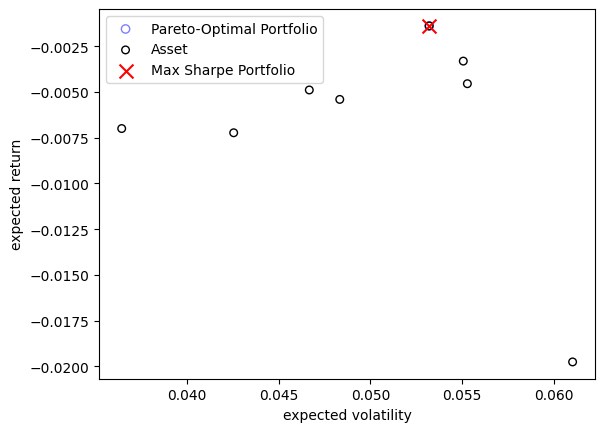 Pareto-Optimal Portfolio
Asset
Max Sharpe Portfolio
−0.0025
−0.0050
−0.0075
−0.0100
−0.0125
−0.0150
−0.0175
−0.0200
expected return
0.040 0.045 0.050 0.055 0.060
expected volatility